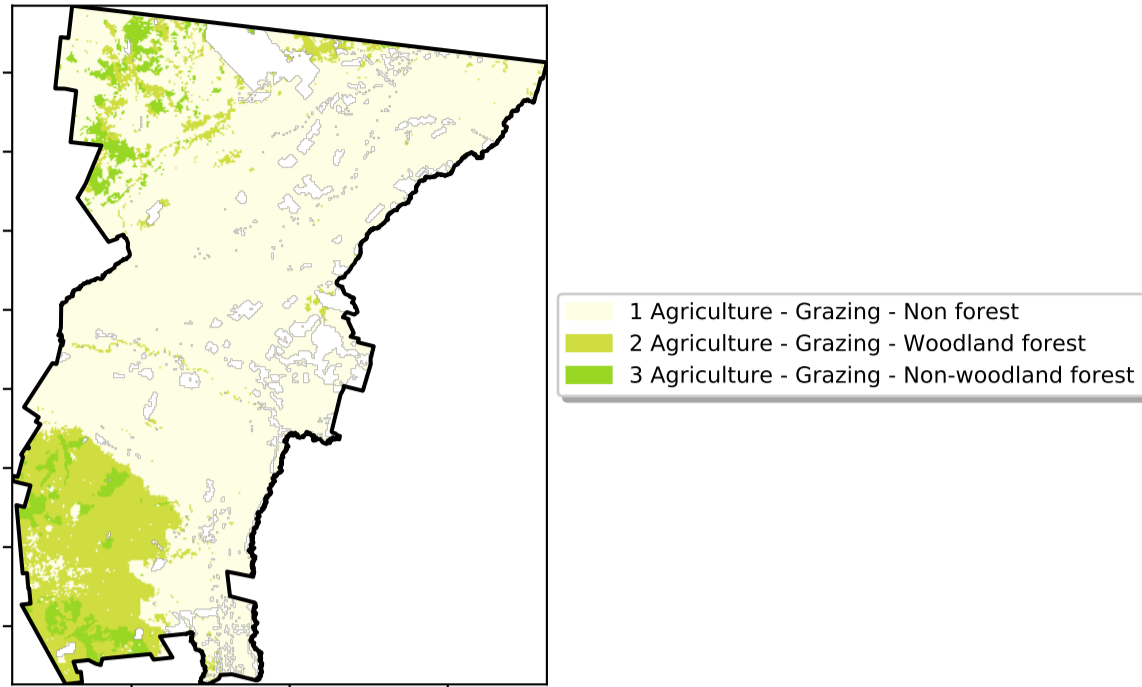 1 Agriculture - Grazing - Non forest
2 Agriculture - Grazing - Woodland forest
3 Agriculture - Grazing - Non-woodland forest